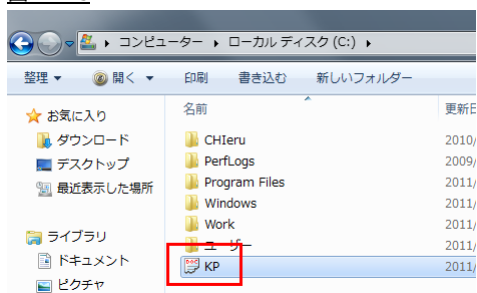 コンピューター ▸ ローカル ディスク (C:) ▸
整理 ▼ 開く ▼ 印刷 書き込む 新しいフォルダー
お気に入り
ダウンロード
デスクトップ
最近表示した場所
ライブラリ
ドキュメント
ピクチャ
名前 更新日
CHIeru 2010/
PerfLogs 2009/
Program Files 2011/
Windows 2011/
Work 2011/
ユーザー 2011/
KP 2011/